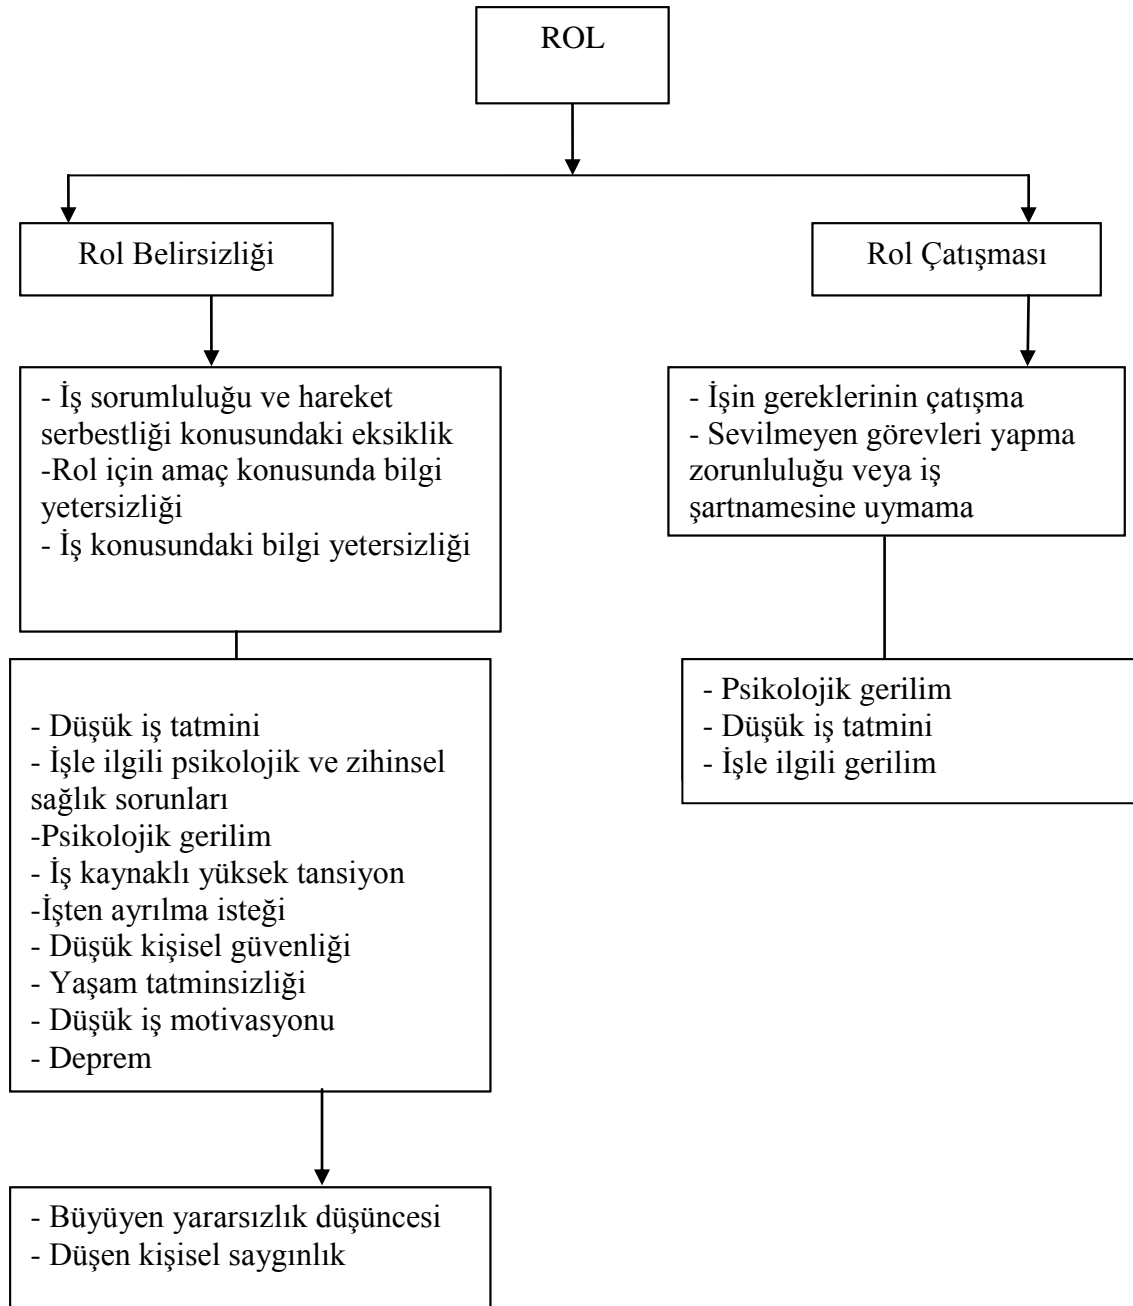 ROL
Rol Belirsizliği
Rol Çatışması
- İş sorumluluğu ve hareket
serbestliği konusundaki eksiklik
-Rol için amaç konusunda bilgi
yetersizliği
- İş konusundaki bilgi yetersizliği
- İşin gereklerinin çatışma
- Sevilmeyen görevleri yapma
zorunluluğu veya iş
şartnamesine uymama
- Düşük iş tatmini
- İşle ilgili psikolojik ve zihinsel
sağlık sorunları
-Psikolojik gerilim
- İş kaynaklı yüksek tansiyon
-İşten ayrılma isteği
- Düşük kişisel güvenliği
- Yaşam tatminsizliği
- Düşük iş motivasyonu
- Deprem
- Psikolojik gerilim
- Düşük iş tatmini
- İşle ilgili gerilim
- Büyüyen yararsızlık düşüncesi
- Düşen kişisel saygınlık